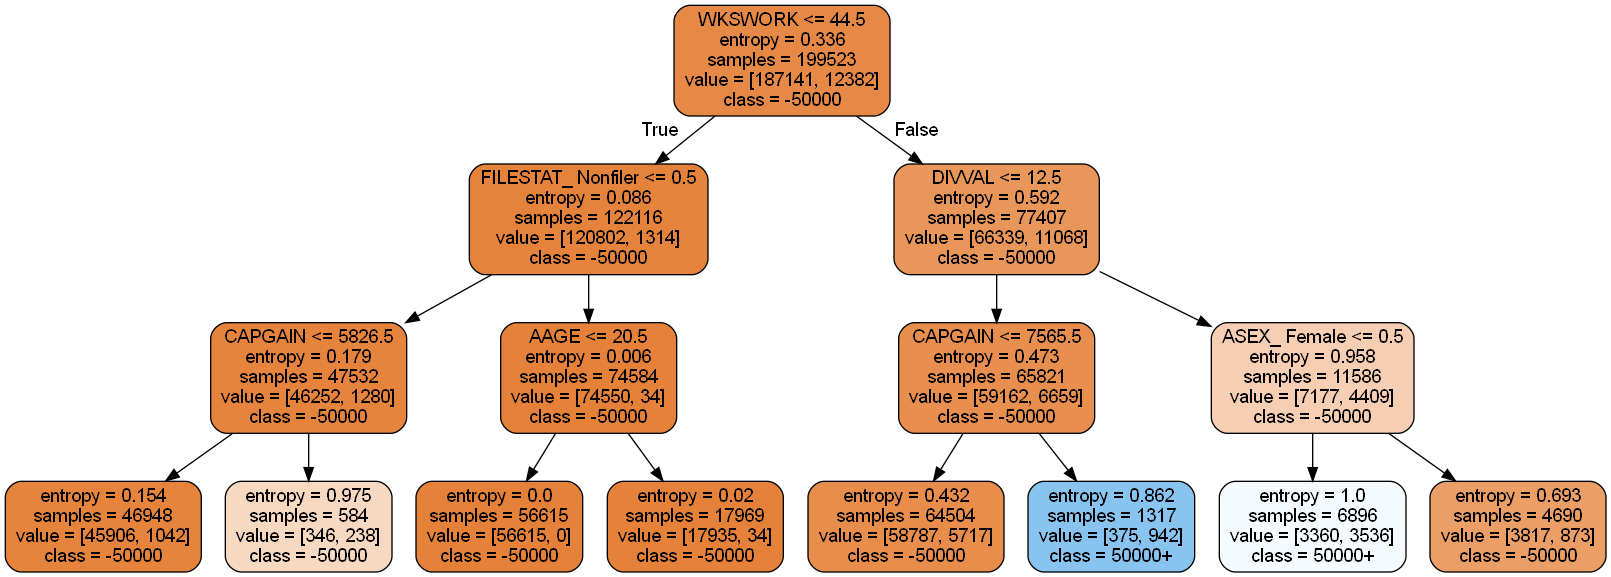 WKSWORK <= 44.5
entropy = 0.336
samples = 199523
value = [187141, 12382]
class = -50000
True
False
FILESTAT_ Nonfiler <= 0.5
entropy = 0.086
samples = 122116
value = [120802, 1314]
class = -50000
DIVVAL <= 12.5
entropy = 0.592
samples = 77407
value = [66339, 11068]
class = -50000
CAPGAIN <= 5826.5
entropy = 0.179
samples = 47532
value = [46252, 1280]
class = -50000
AAGE <= 20.5
entropy = 0.006
samples = 74584
value = [74550, 34]
class = -50000
CAPGAIN <= 7565.5
entropy = 0.473
samples = 65821
value = [59162, 6659]
class = -50000
ASEX_ Female <= 0.5
entropy = 0.958
samples = 11586
value = [7177, 4409]
class = -50000
entropy = 0.154
samples = 46948
value = [45906, 1042]
class = -50000
entropy = 0.975
samples = 584
value = [346, 238]
class = -50000
entropy = 0.0
samples = 56615
value = [56615, 0]
class = -50000
entropy = 0.02
samples = 17969
value = [17935, 34]
class = -50000
entropy = 0.432
samples = 64504
value = [58787, 5717]
class = -50000
entropy = 0.862
samples = 1317
value = [375, 942]
class = 50000+
entropy = 1.0
samples = 6896
value = [3360, 3536]
class = 50000+
entropy = 0.693
samples = 4690
value = [3817, 873]
class = -50000